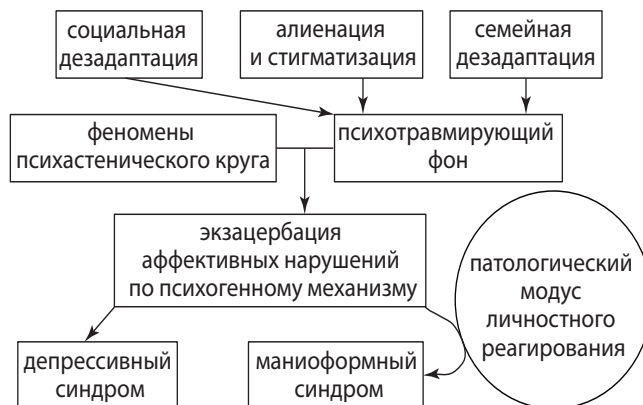 социальная
дезадаптация
алиенация
и стигматизация
семейная
дезадаптация
феномены
психастенического круга
психотравмирующий
фон
экзацербация
аффективных нарушений
по психогенному механизму
патологический
модус
личностного
реагирования
депрессивный
синдром
маниоформный
синдром